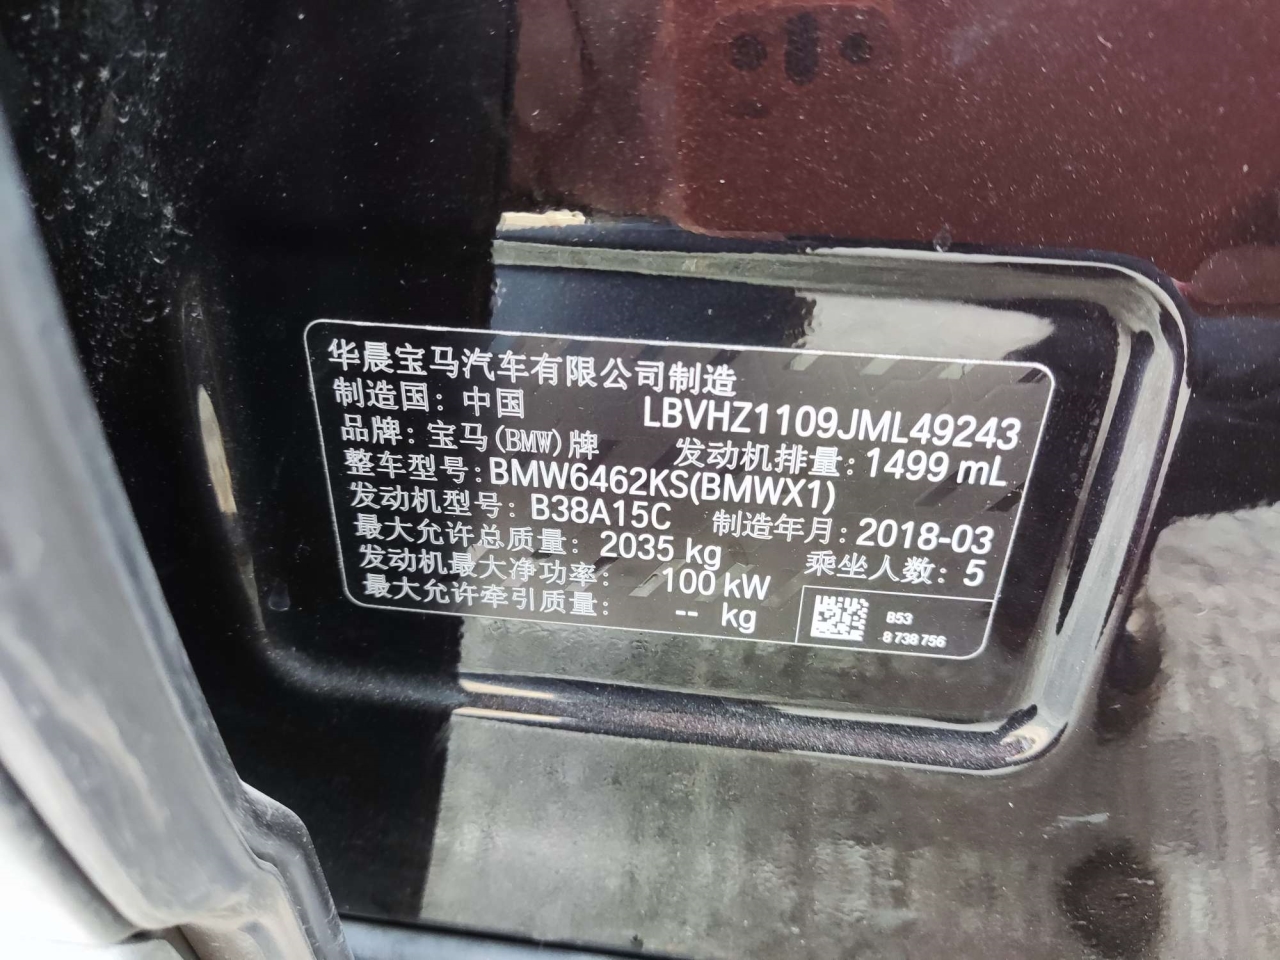 华晨宝马汽车有限公司制造
制造国：中国 LBVHZ1109JML49243
品牌：宝马(BMW)牌 发动机排量：1499 mL
整车型号：BMW6462KS(BMWX1)
发动机型号：B38A15C 制造年月：2018-03
最大允许总质量：2035 kg 乘坐人数：5
发动机最大净功率：100 kW
最大允许牵引质量：-- kg
B53
8 738 756